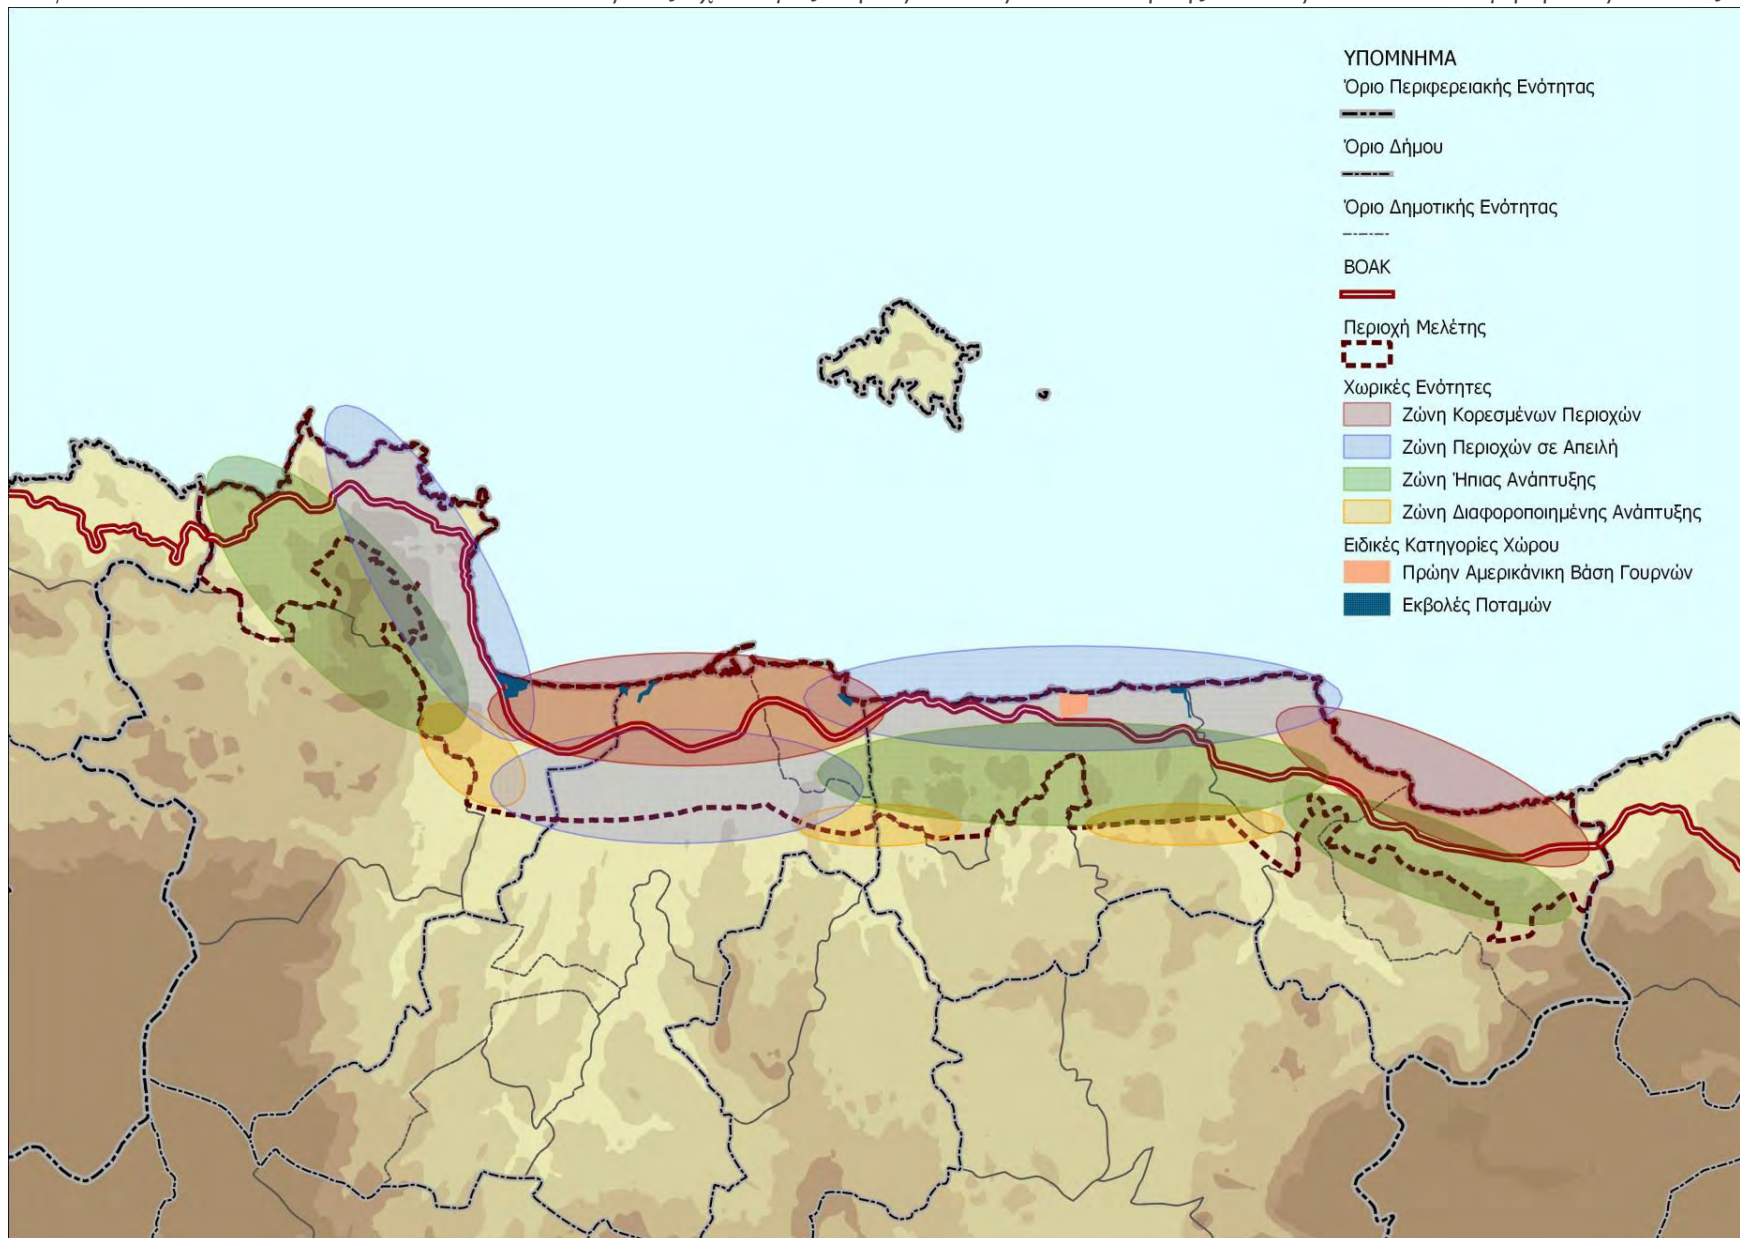 ΥΠΟΜΝΗΜΑ
Όριο Περιφερειακής Ενότητας
Όριο Δήμου
Όριο Δημοτικής Ενότητας
ΒΟΑΚ
Περιοχή Μελέτης
Χωρικές Ενότητες
Ζώνη Κορεσμένων Περιοχών
Ζώνη Περιοχών σε Απειλή
Ζώνη Ήπιας Ανάπτυξης
Ζώνη Διαφοροποιημένης Ανάπτυξης
Ειδικές Κατηγορίες Χώρου
Πρώην Αμερικάνικη Βάση Γουρνών
Εκβολές Ποταμών